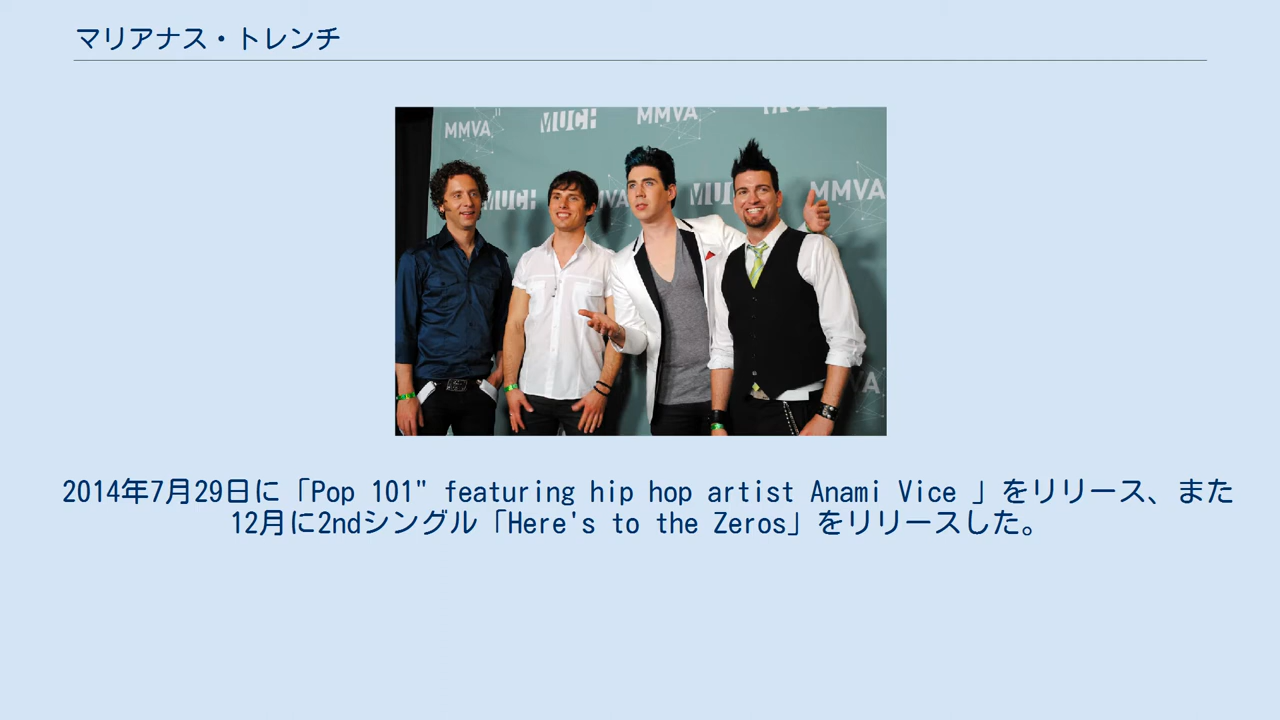 マリアナス・トレンチ
MMVA
MUCH
MMVA
MUCH
MUCH
MMVA
2014年7月29日に「Pop 101" featuring hip hop artist Anami Vice 」をリリース、また
12月に2ndシングル「Here's to the Zeros」をリリースした。